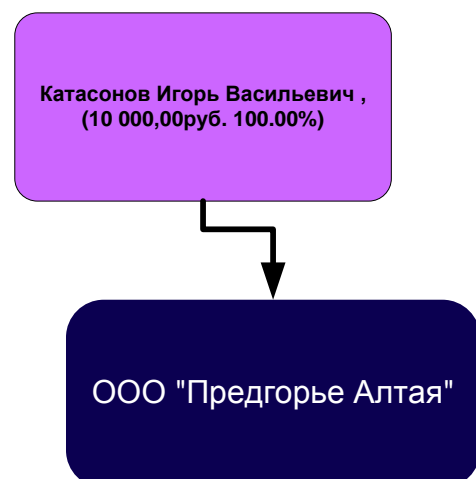 Катасонов Игорь Васильевич ,
(10 000,00руб. 100.00%)
ООО "Предгорье Алтая"